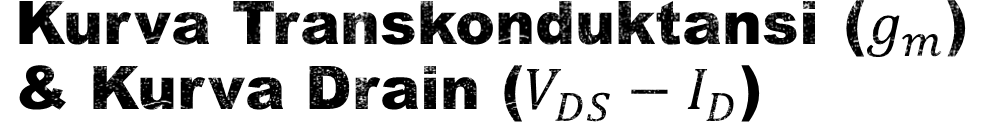 Kurva Transkonduktansi (g_m)
& Kurva Drain (V_DS − I_D)